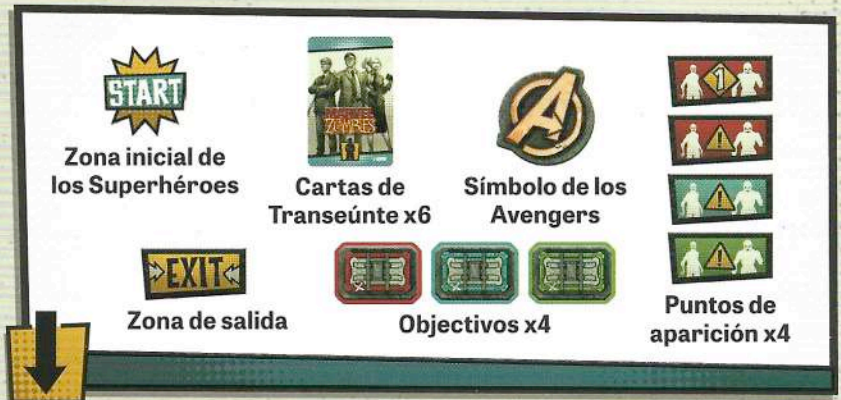 START
Zona inicial de
los Superhéroes
ZOMBIES
Cartas de
Transeúnte x6
Símbolo de los
Avengers
1
EXIT
Zona de salida
Objectivos x4
Puntos de
aparición x4